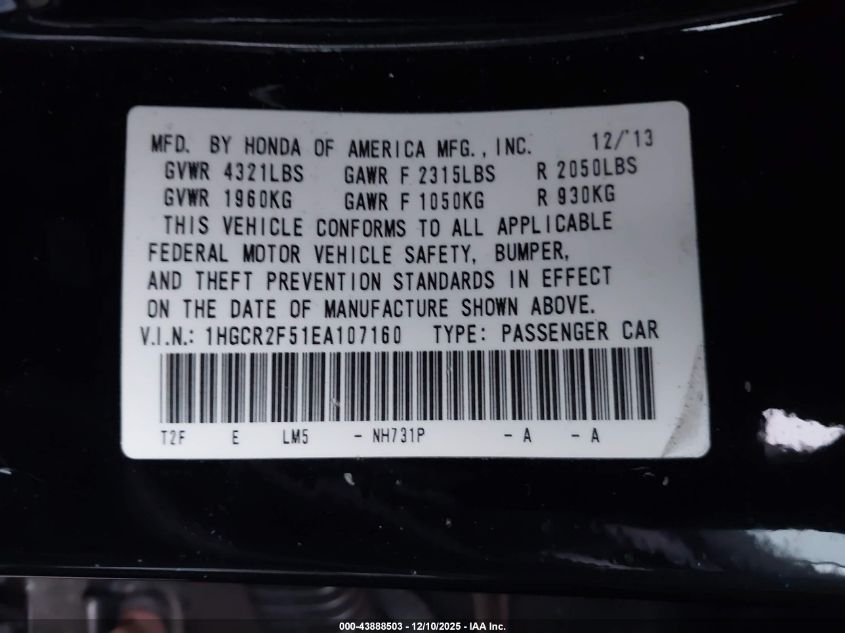 MFD. BY HONDA OF AMERICA MFG., INC. 12/'13
GVWR 4321LBS GAWR F 2315LBS R 2050LBS
GVWR 1960KG GAWR F 1050KG R 930KG
THIS VEHICLE CONFORMS TO ALL APPLICABLE
FEDERAL MOTOR VEHICLE SAFETY, BUMPER,
AND THEFT PREVENTION STANDARDS IN EFFECT
ON THE DATE OF MANUFACTURE SHOWN ABOVE.
V.I.N.: 1HGCR2F51EA107160 TYPE: PASSENGER CAR
T2F E LM5 - NH731P - A - A
000-43888503 - 12/10/2025 - IAA Inc.